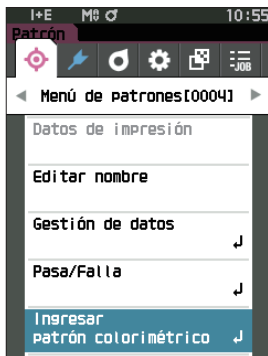 I+E M0 10:55
Patrón
-JOB
Menú de patrones[0004]
Datos de impresión
Editar nombre
Gestión de datos
Pasa/Falla
Ingresar
patrón colorimétrico